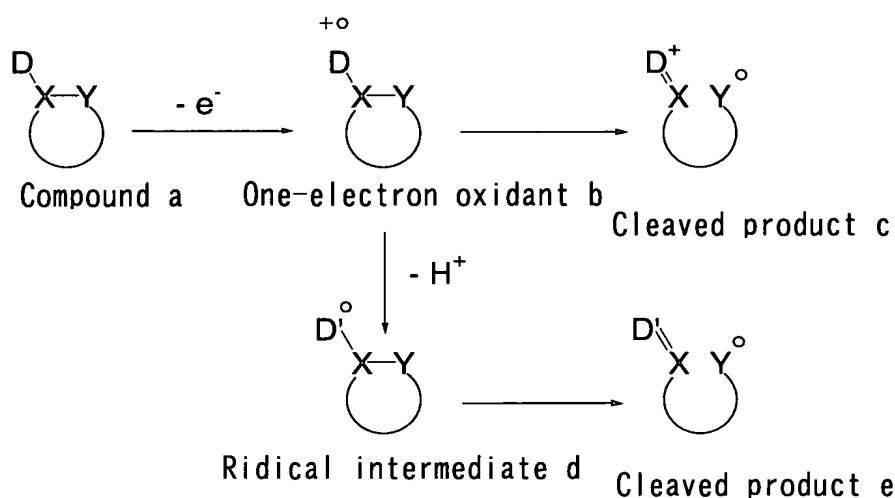 +○
D D D⁺
X—Y - e⁻ X—Y X Y○
Compound a One-electron oxidant b Cleaved product c
- H⁺
D'○ D'
X—Y X Y○
Ridical intermediate d Cleaved product e